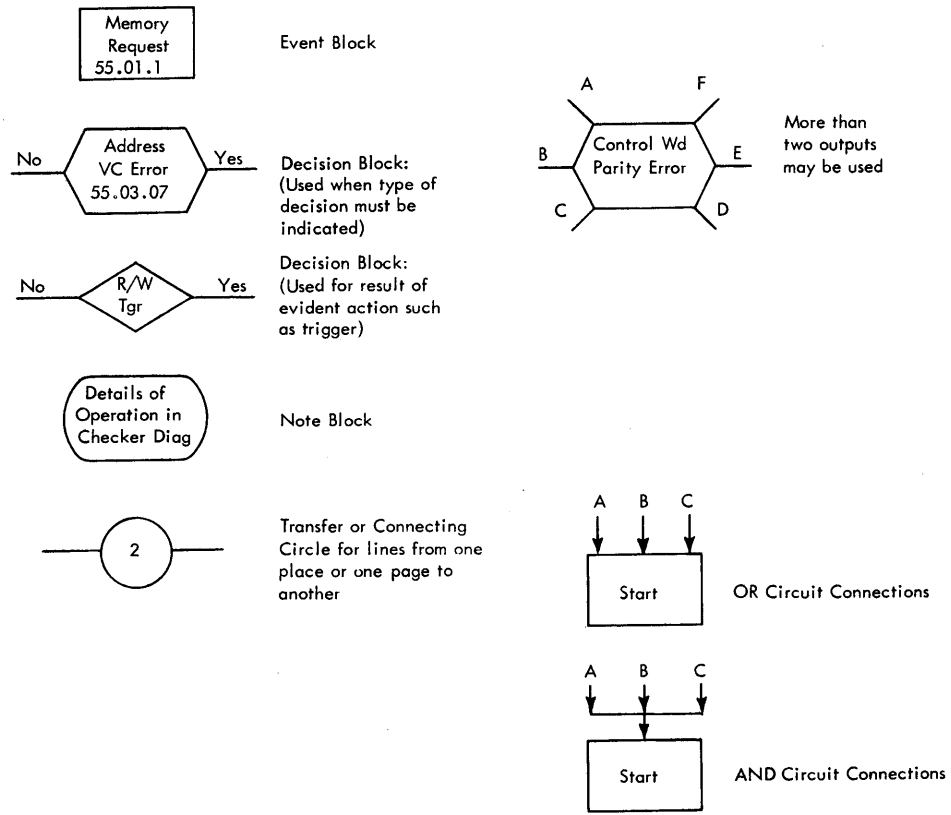 Memory
Request
55.01.1
Event Block
No
Address
VC Error
55.03.07
Yes
Decision Block:
(Used when type of
decision must be
indicated)
A
F
B
Control Wd
Parity Error
E
C
D
More than
two outputs
may be used
No
R/W
Tgr
Yes
Decision Block:
(Used for result of
evident action such
as trigger)
Details of
Operation in
Checker Diag
Note Block
2
Transfer or Connecting
Circle for lines from one
place or one page to
another
A B C
Start
OR Circuit Connections
A B C
Start
AND Circuit Connections